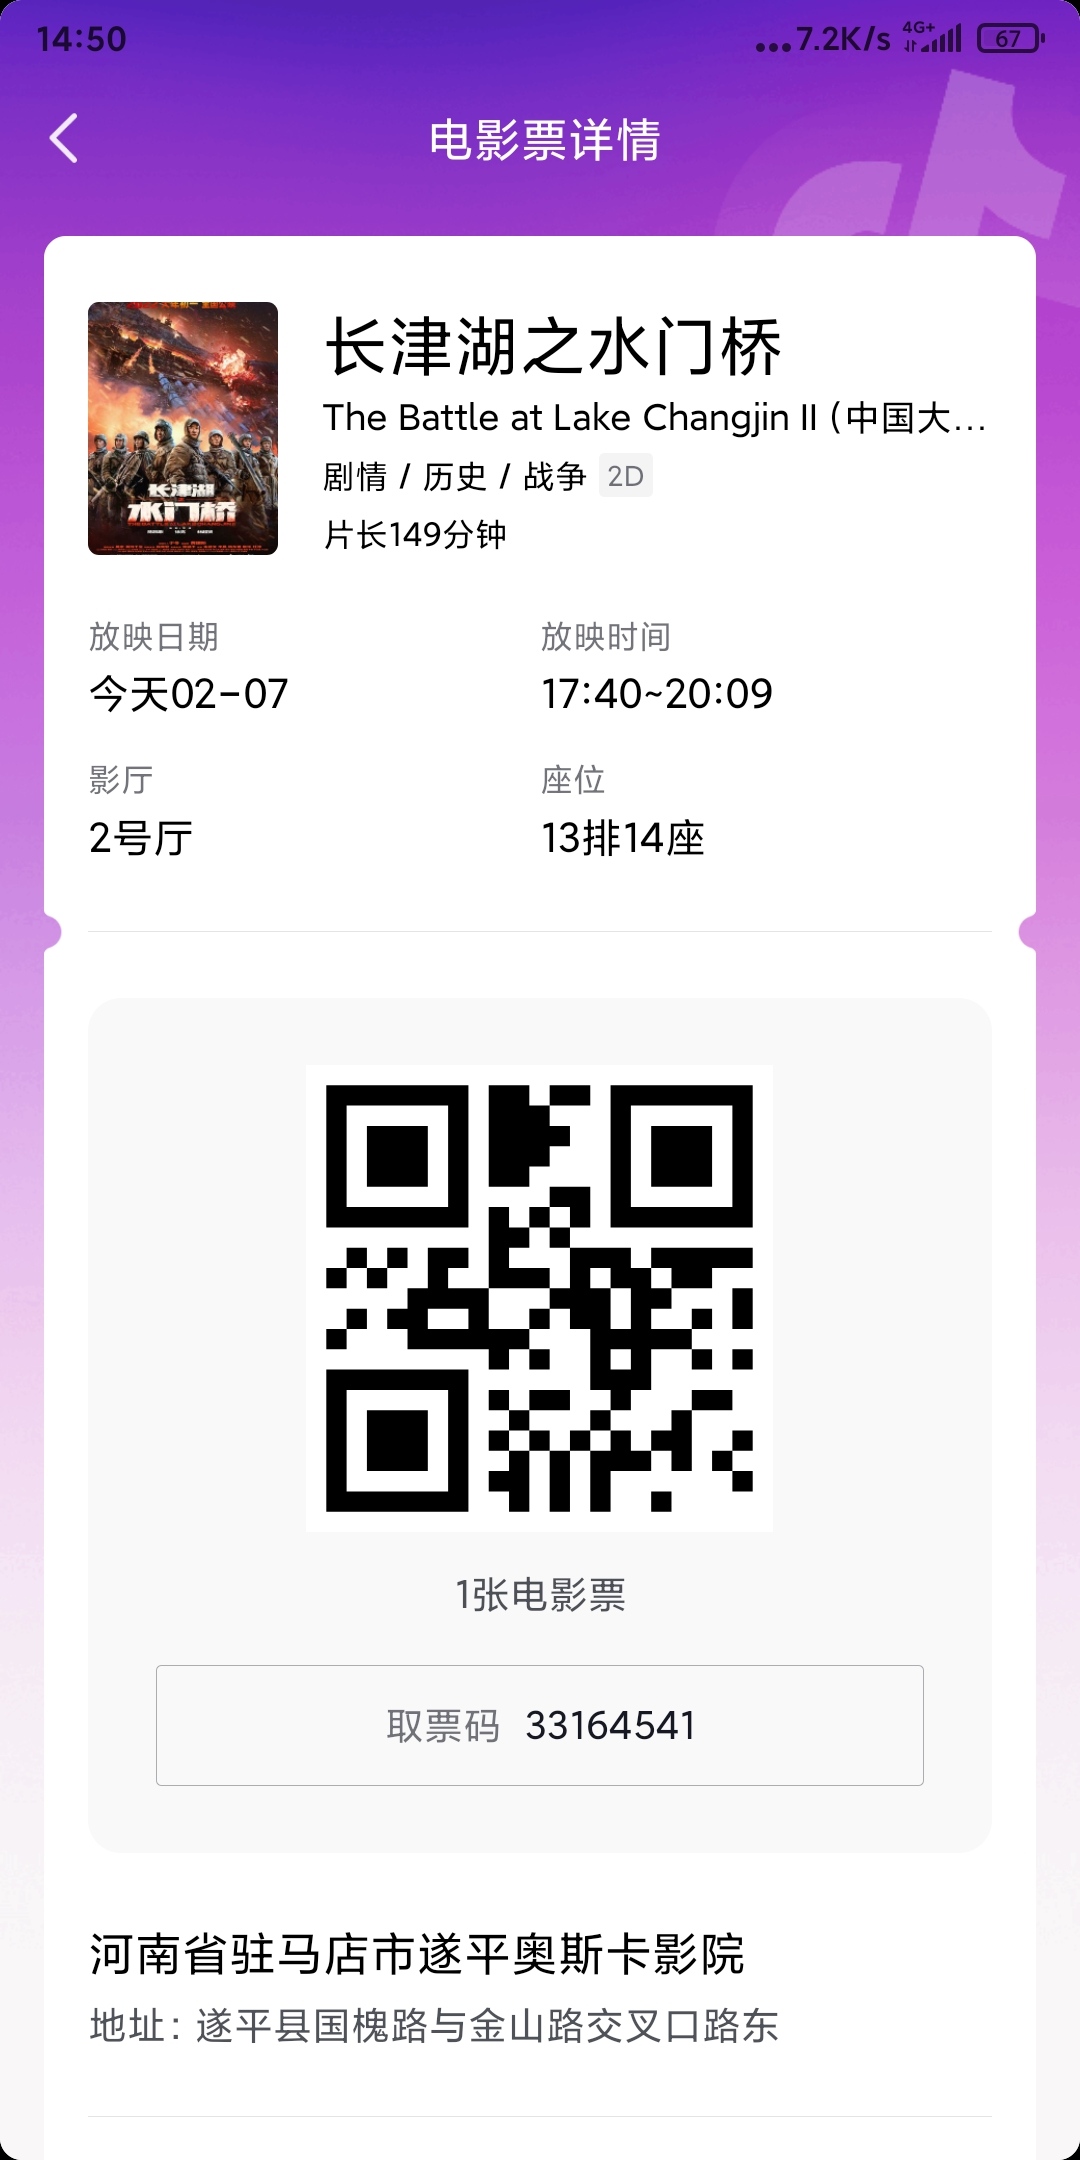 14:50
...7.2K/s 4G+ 67
电影票详情
长津湖之水门桥
The Battle at Lake Changjin II (中国大...
剧情 / 历史 / 战争 2D
片长149分钟
长津湖
水门桥
放映日期
放映时间
今天02-07
17:40~20:09
影厅
座位
2号厅
13排14座
1张电影票
取票码 33164541
河南省驻马店市遂平奥斯卡影院
地址: 遂平县国槐路与金山路交叉口路东